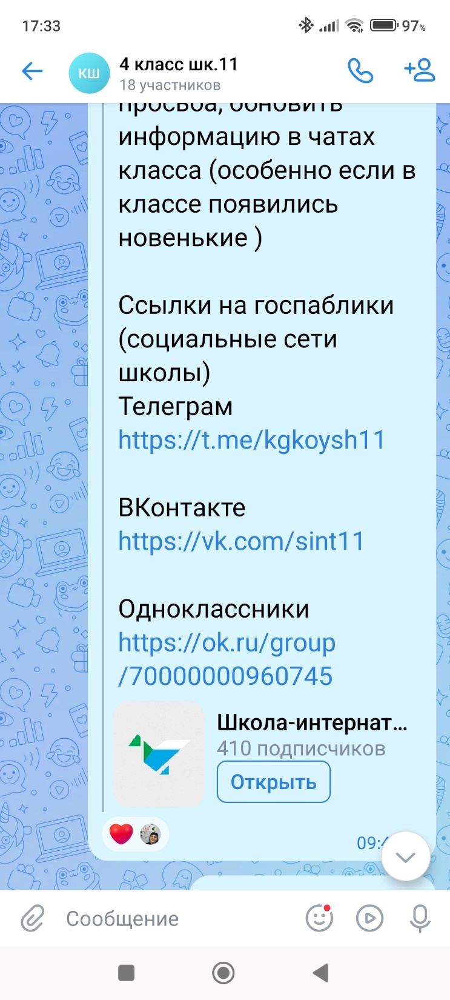 17:33
97%
КШ
4 класс шк.11
18 участников
просьба, обновить
информацию в чатах
класса (особенно если в
классе появились
новенькие )
Ссылки на госпаблики
(социальные сети
школы)
Телеграм
https://t.me/kgkoysh11
ВКонтакте
https://vk.com/sint11
Одноклассники
https://ok.ru/group
/70000000960745
Школа-интернат...
410 подписчиков
Открыть
09:4
Сообщение